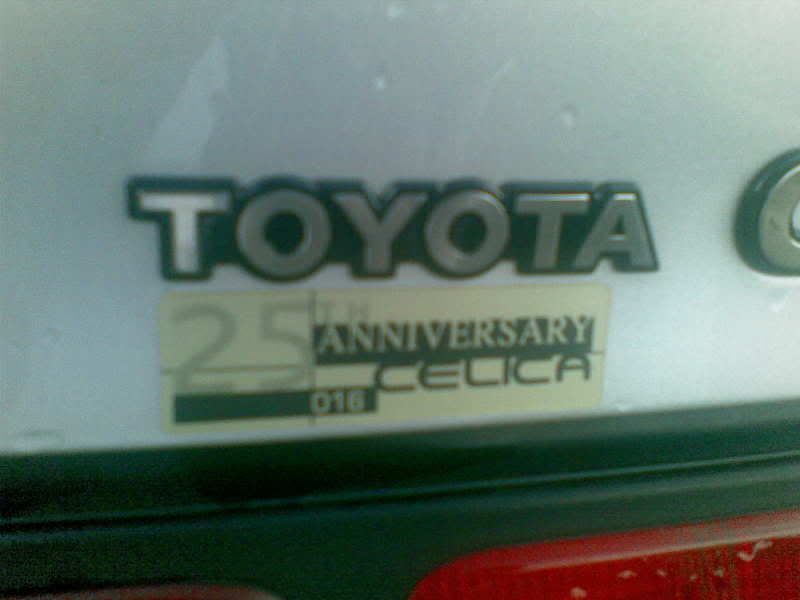 TOYOTA C
25TH ANNIVERSARY
CELICA
016